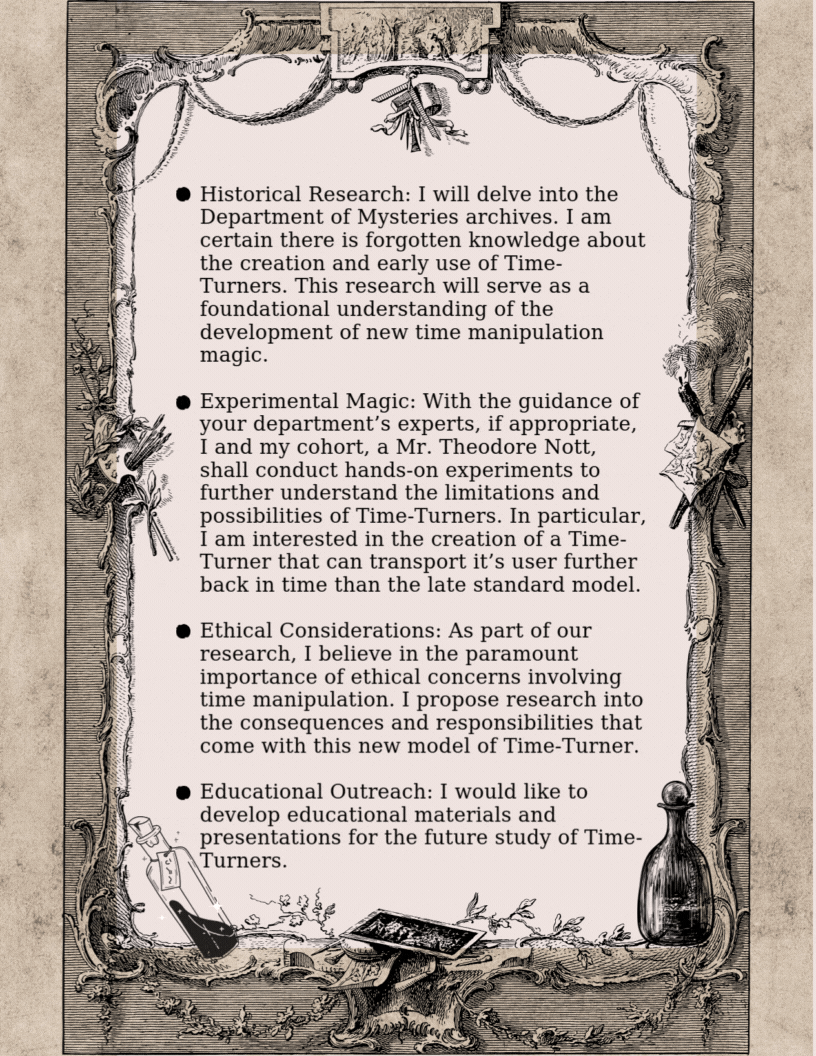 ● Historical Research: I will delve into the
Department of Mysteries archives. I am
certain there is forgotten knowledge about
the creation and early use of Time-
Turners. This research will serve as a
foundational understanding of the
development of new time manipulation
magic.
● Experimental Magic: With the guidance of
your department’s experts, if appropriate,
I and my cohort, a Mr. Theodore Nott,
shall conduct hands-on experiments to
further understand the limitations and
possibilities of Time-Turners. In particular,
I am interested in the creation of a Time-
Turner that can transport it’s user further
back in time than the late standard model.
● Ethical Considerations: As part of our
research, I believe in the paramount
importance of ethical concerns involving
time manipulation. I propose research into
the consequences and responsibilities that
come with this new model of Time-Turner.
● Educational Outreach: I would like to
develop educational materials and
presentations for the future study of Time-
Turners.